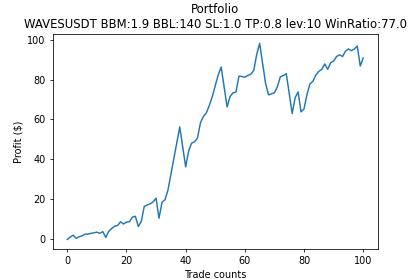 Portfolio
WAVESUSDT BBM:1.9 BBL:140 SL:1.0 TP:0.8 lev:10 WinRatio:77.0
100
80
60
40
20
0
Profit ($)
0 20 40 60 80 100
Trade counts